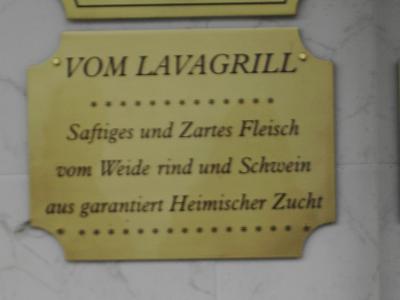 VOM LAVAGRILL
* * * * * * * * * * * * *
Saftiges und Zartes Fleisch
vom Weide rind und Schwein
aus garantiert Heimischer Zucht
* * * * * * * * * * * * * * * * * * *